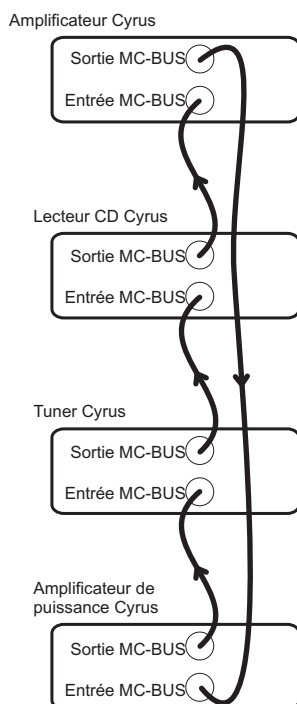 Amplificateur Cyrus
Sortie MC-BUS
Entrée MC-BUS
Lecteur CD Cyrus
Sortie MC-BUS
Entrée MC-BUS
Tuner Cyrus
Sortie MC-BUS
Entrée MC-BUS
Amplificateur de
puissance Cyrus
Sortie MC-BUS
Entrée MC-BUS